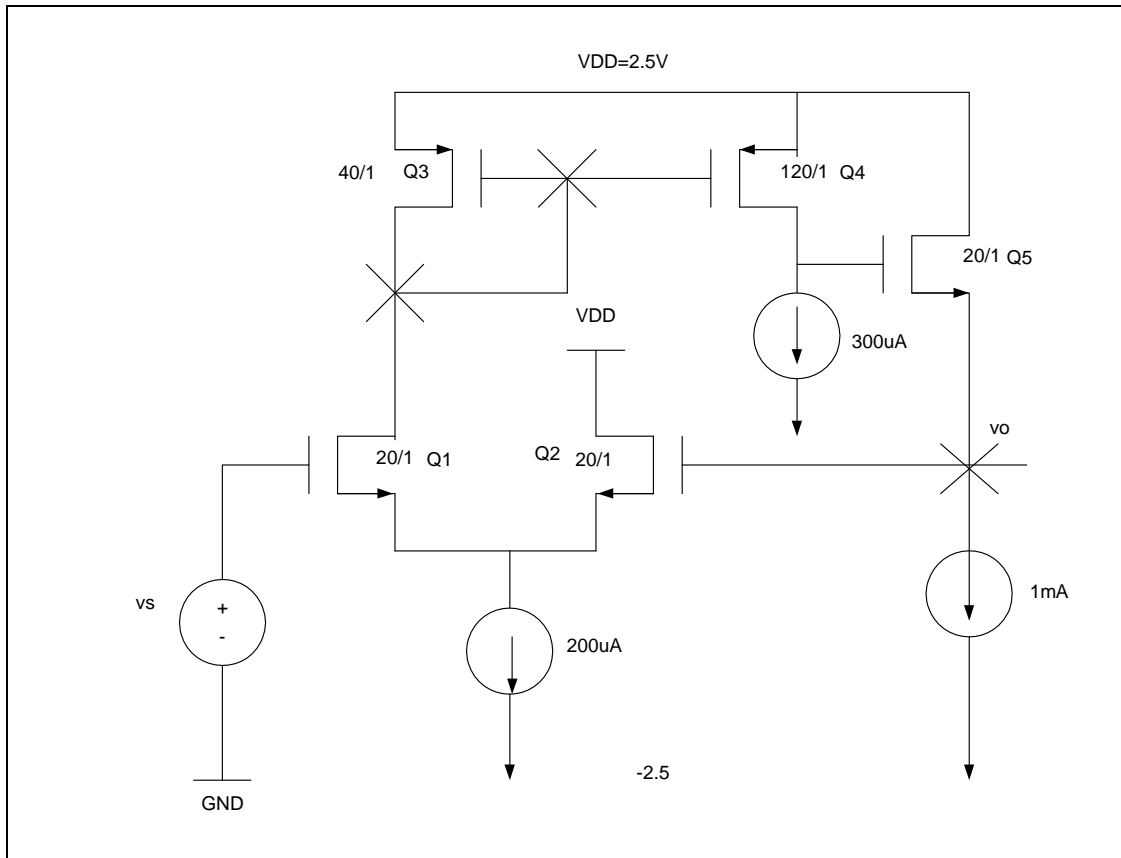 VDD=2.5V
40/1 Q3
120/1 Q4
20/1 Q5
VDD
300uA
vo
20/1 Q1
Q2 20/1
vs
+
-
200uA
1mA
-2.5
GND